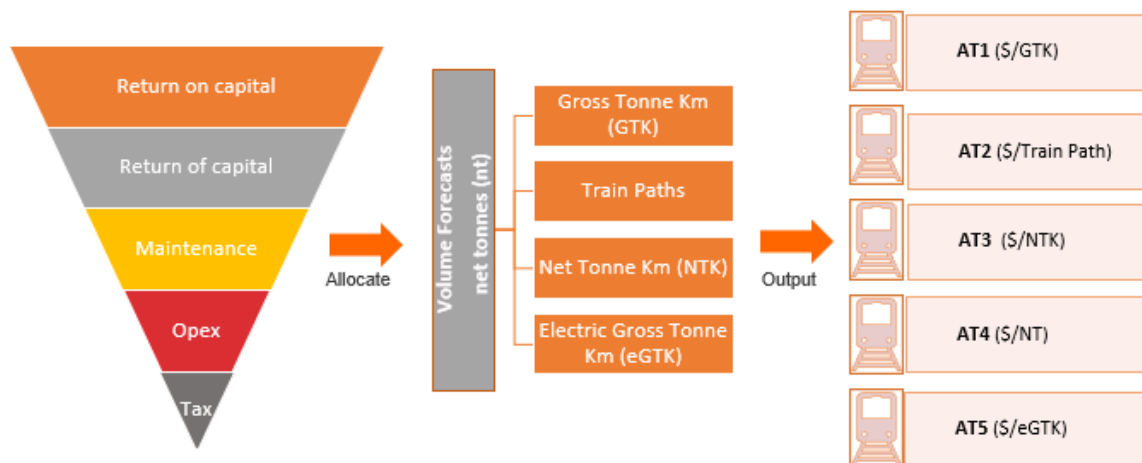 Return on capital
Return of capital
Maintenance
Opex
Tax
Allocate
Volume Forecasts
net tonnes (nt)
Gross Tonne Km
(GTK)
Train Paths
Net Tonne Km (NTK)
Electric Gross Tonne
Km (eGTK)
Output
AT1 ($/GTK)
AT2 ($/Train Path)
AT3 ($/NTK)
AT4 ($/NT)
AT5 ($/eGTK)